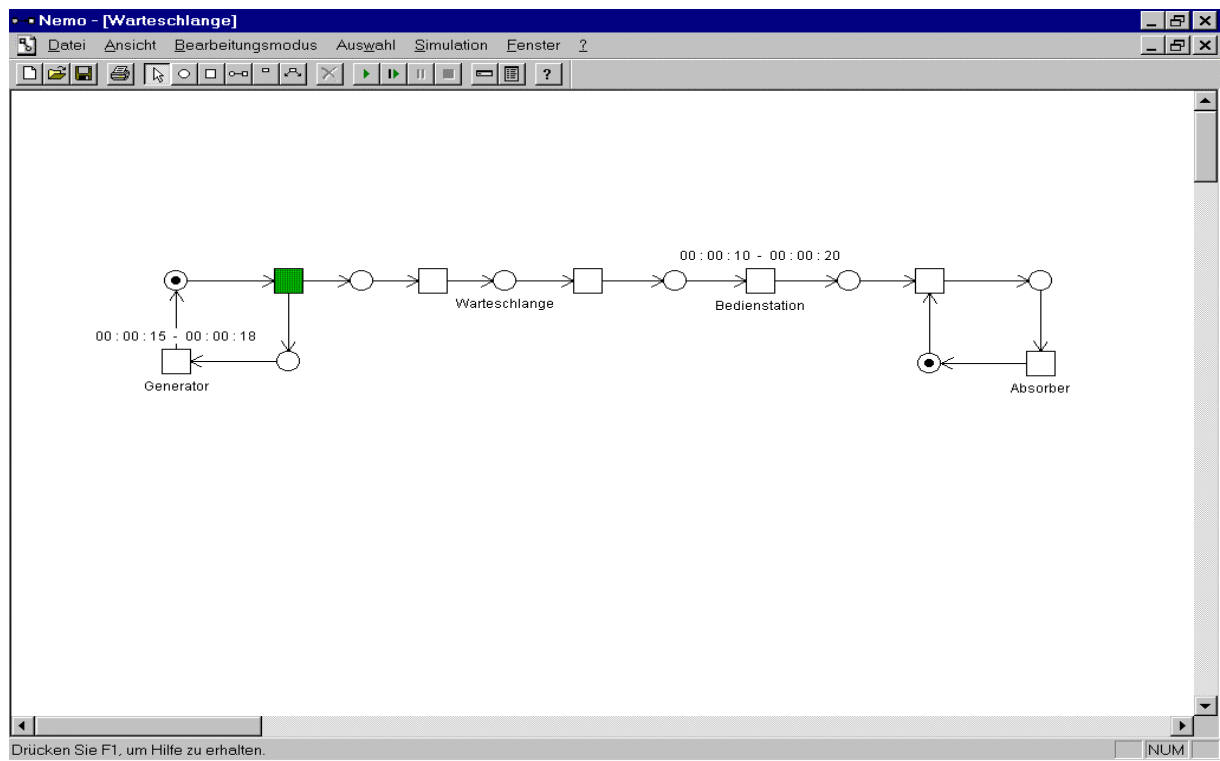 Nemo - [Warteschlange]
Datei Ansicht Bearbeitungsmodus Auswahl Simulation Fenster ?
?
00:00:10 - 00:00:20
Warteschlange
Bedienstation
00:00:15 - 00:00:18
Generator
Absorber
Drücken Sie F1, um Hilfe zu erhalten.
NUM